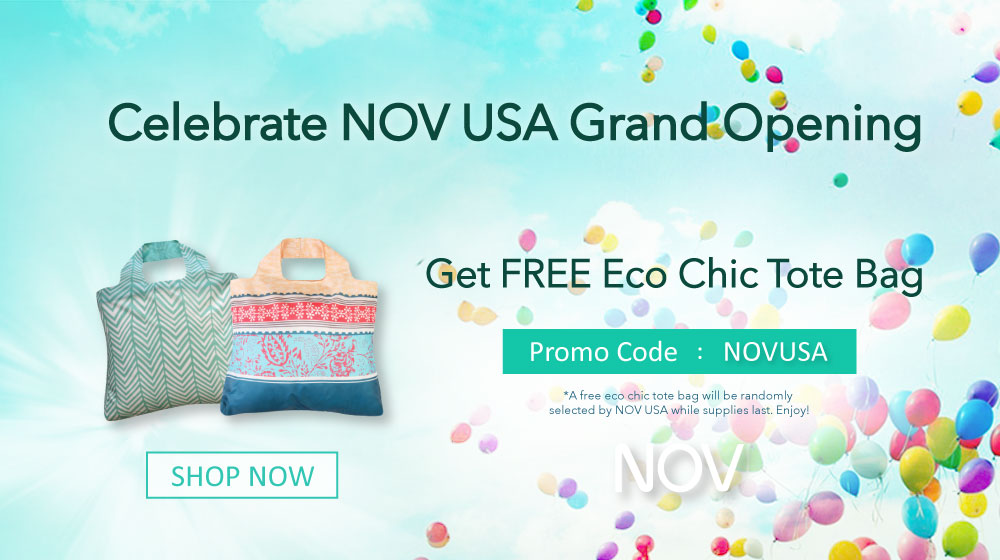 Celebrate NOV USA Grand Opening
Get FREE Eco Chic Tote Bag
Promo Code : NOVUSA
*A free eco chic tote bag will be randomly
selected by NOV USA while supplies last. Enjoy!
SHOP NOW
NOV